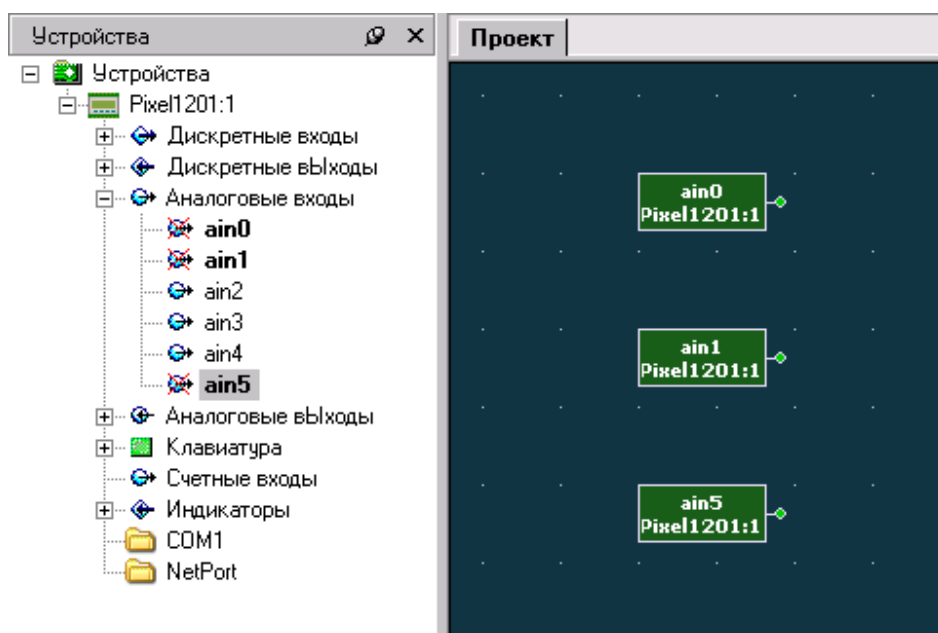 Устройства
Устройства
Pixel1201:1
Дискретные входы
Дискретные вЫходы
Аналоговые входы
ain0
ain1
ain2
ain3
ain4
ain5
Аналоговые вЫходы
Клавиатура
Счетные входы
Индикаторы
COM1
NetPort
Проект
ain0
Pixel1201:1
ain1
Pixel1201:1
ain5
Pixel1201:1